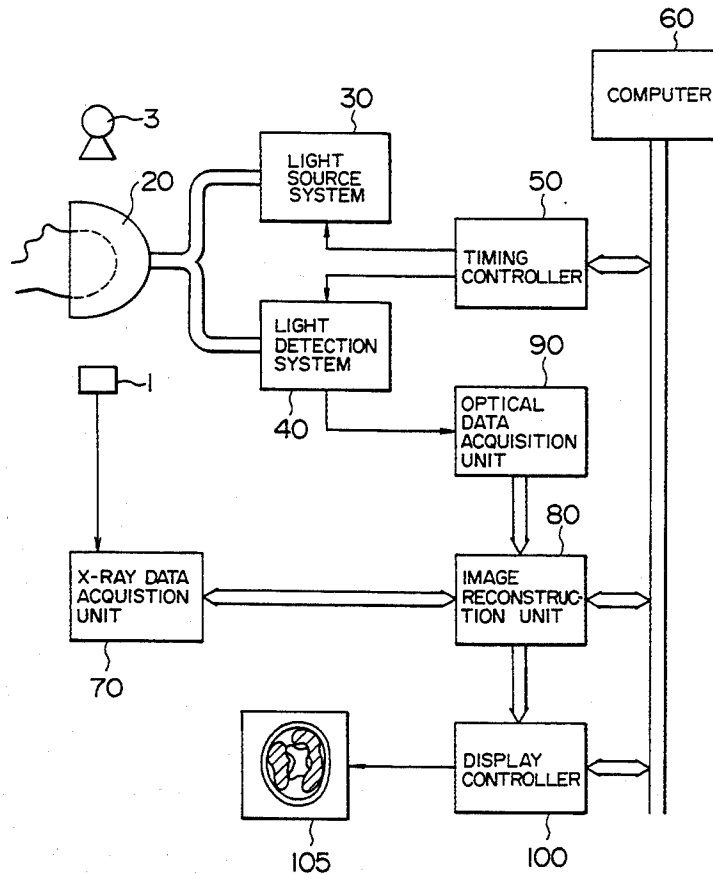 60
COMPUTER
3
30
LIGHT
SOURCE
SYSTEM
20
50
TIMING
CONTROLLER
LIGHT
DETECTION
SYSTEM
40
1
90
OPTICAL
DATA
ACQUISITION
UNIT
80
X-RAY DATA
ACQUISTION
UNIT
70
IMAGE
RECONSTRUC-
TION UNIT
DISPLAY
CONTROLLER
105
100